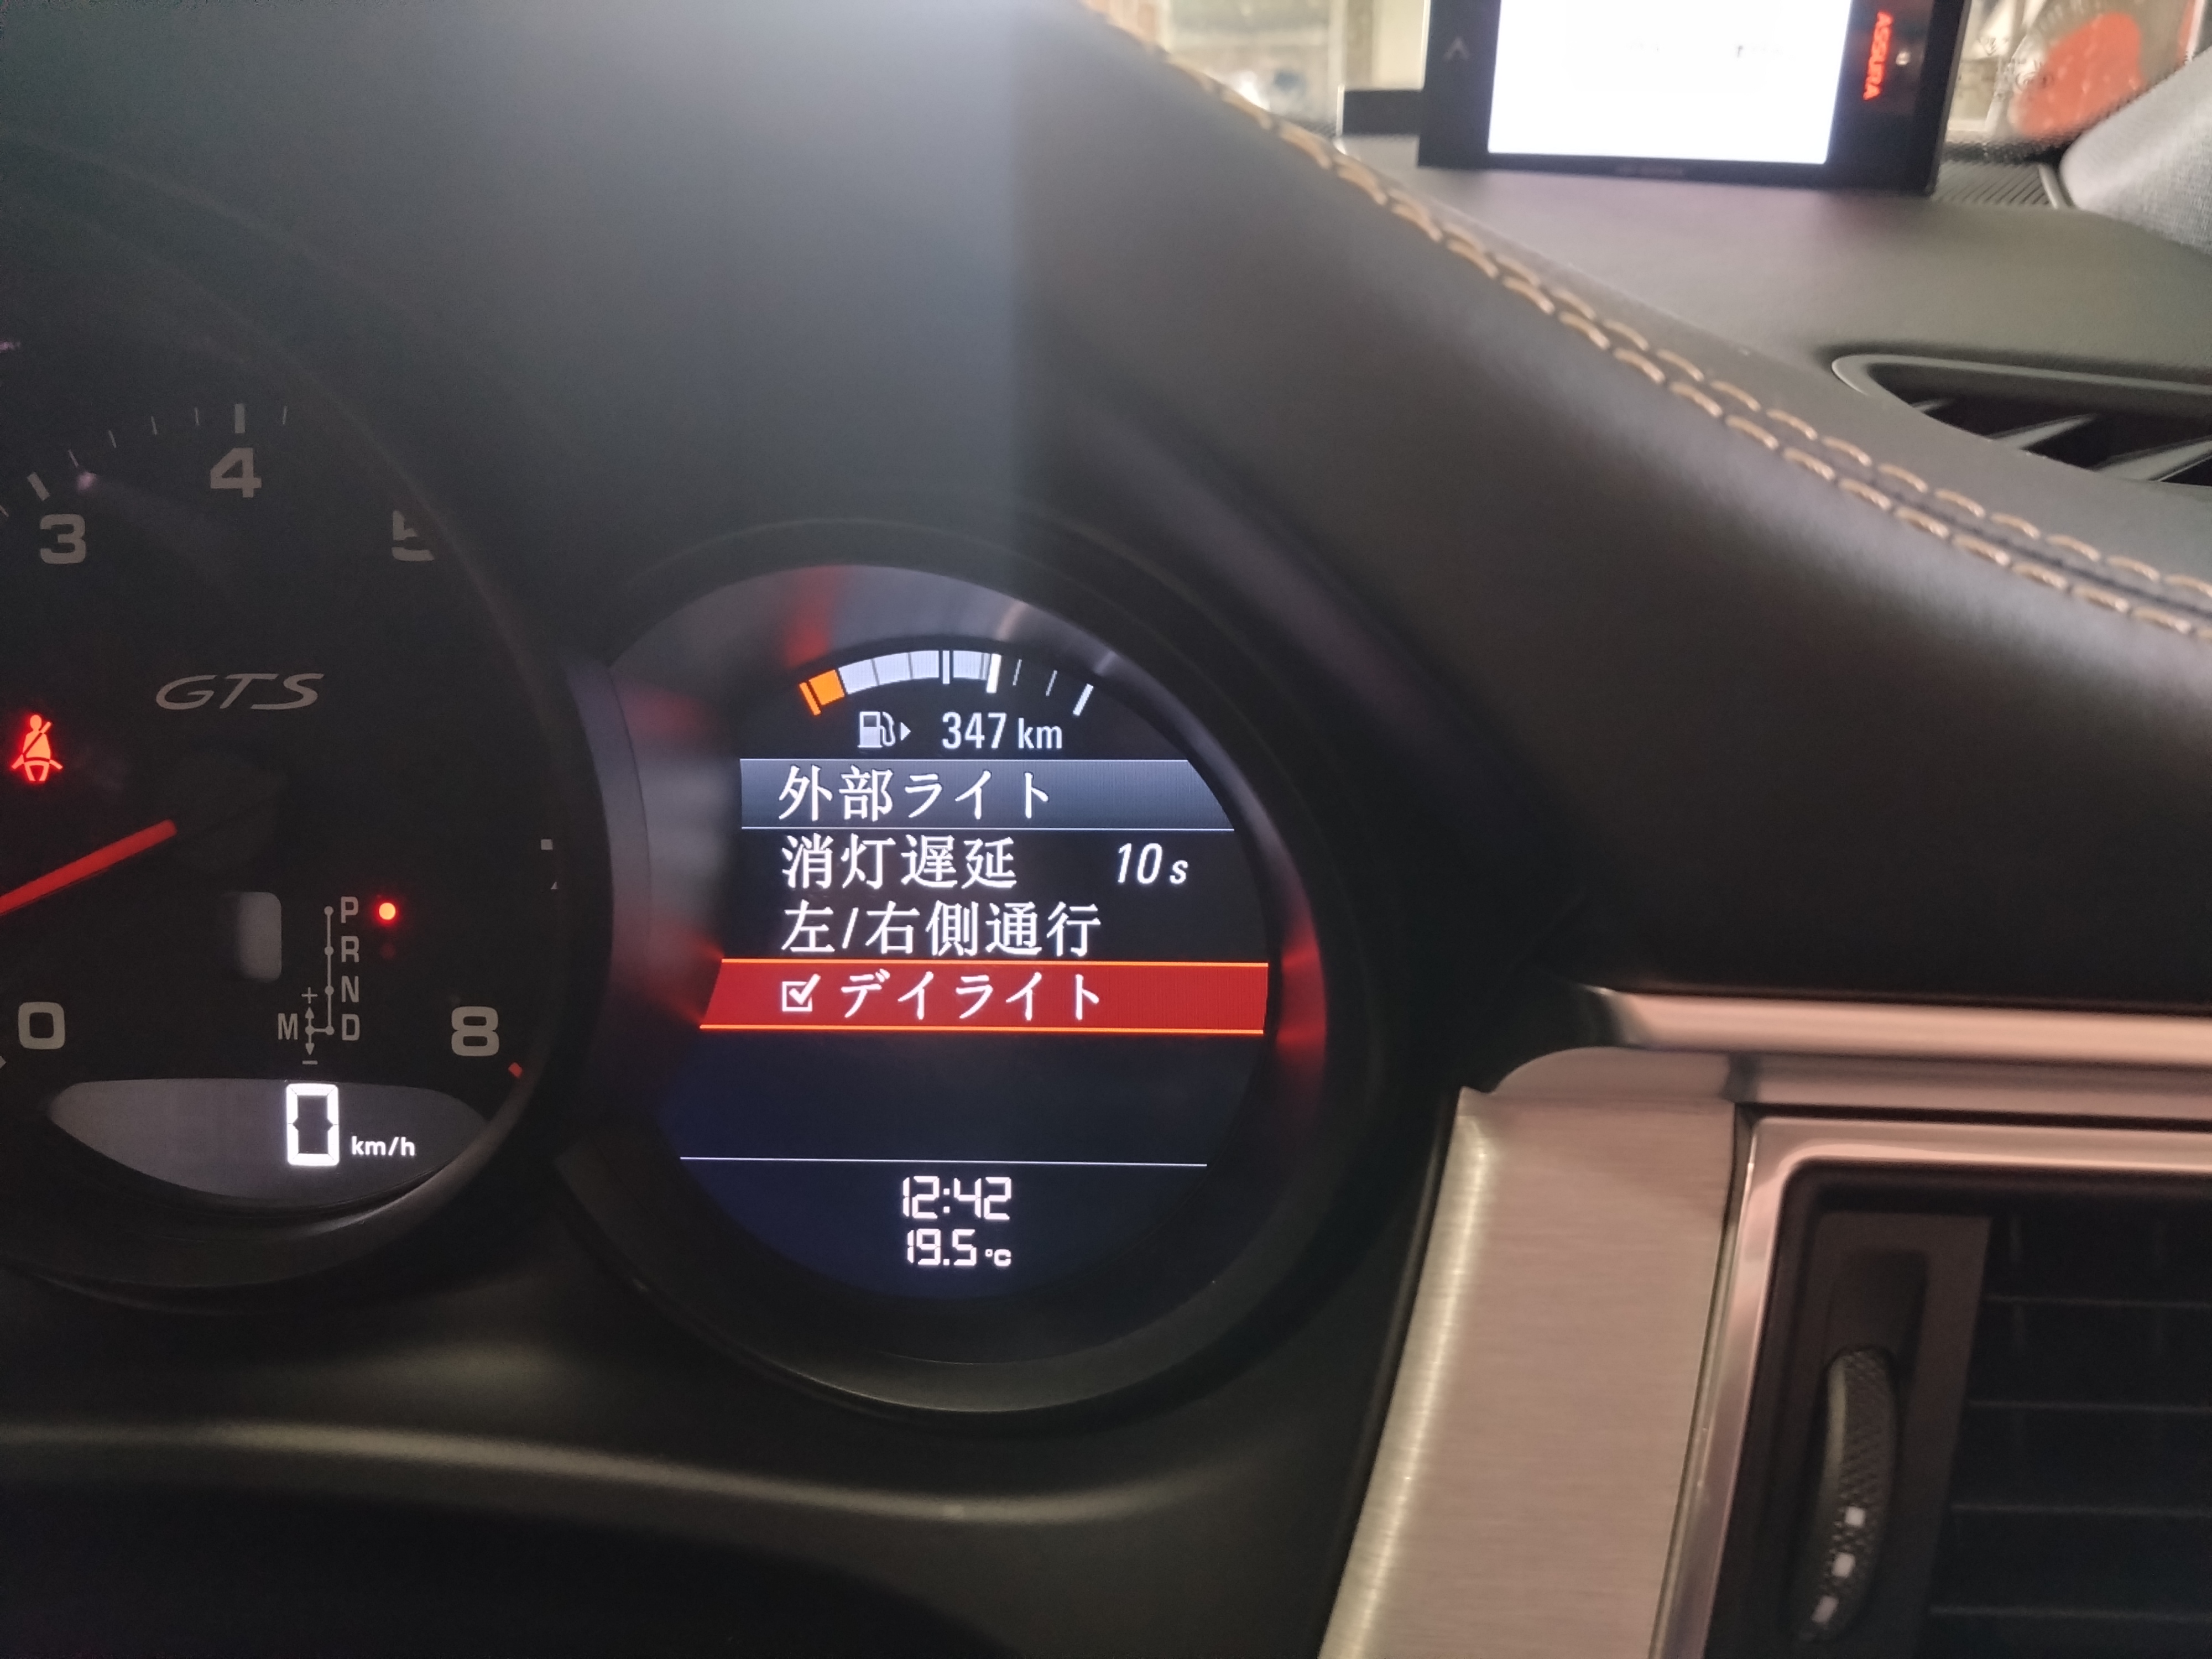 ASSURA
4
3
5
GTS
P
R
N
+
M D
−
0
8
0 km/h
347 km
外部ライト
消灯遅延 10 s
左/右側通行
☑ デイライト
12:42
19.5 °C